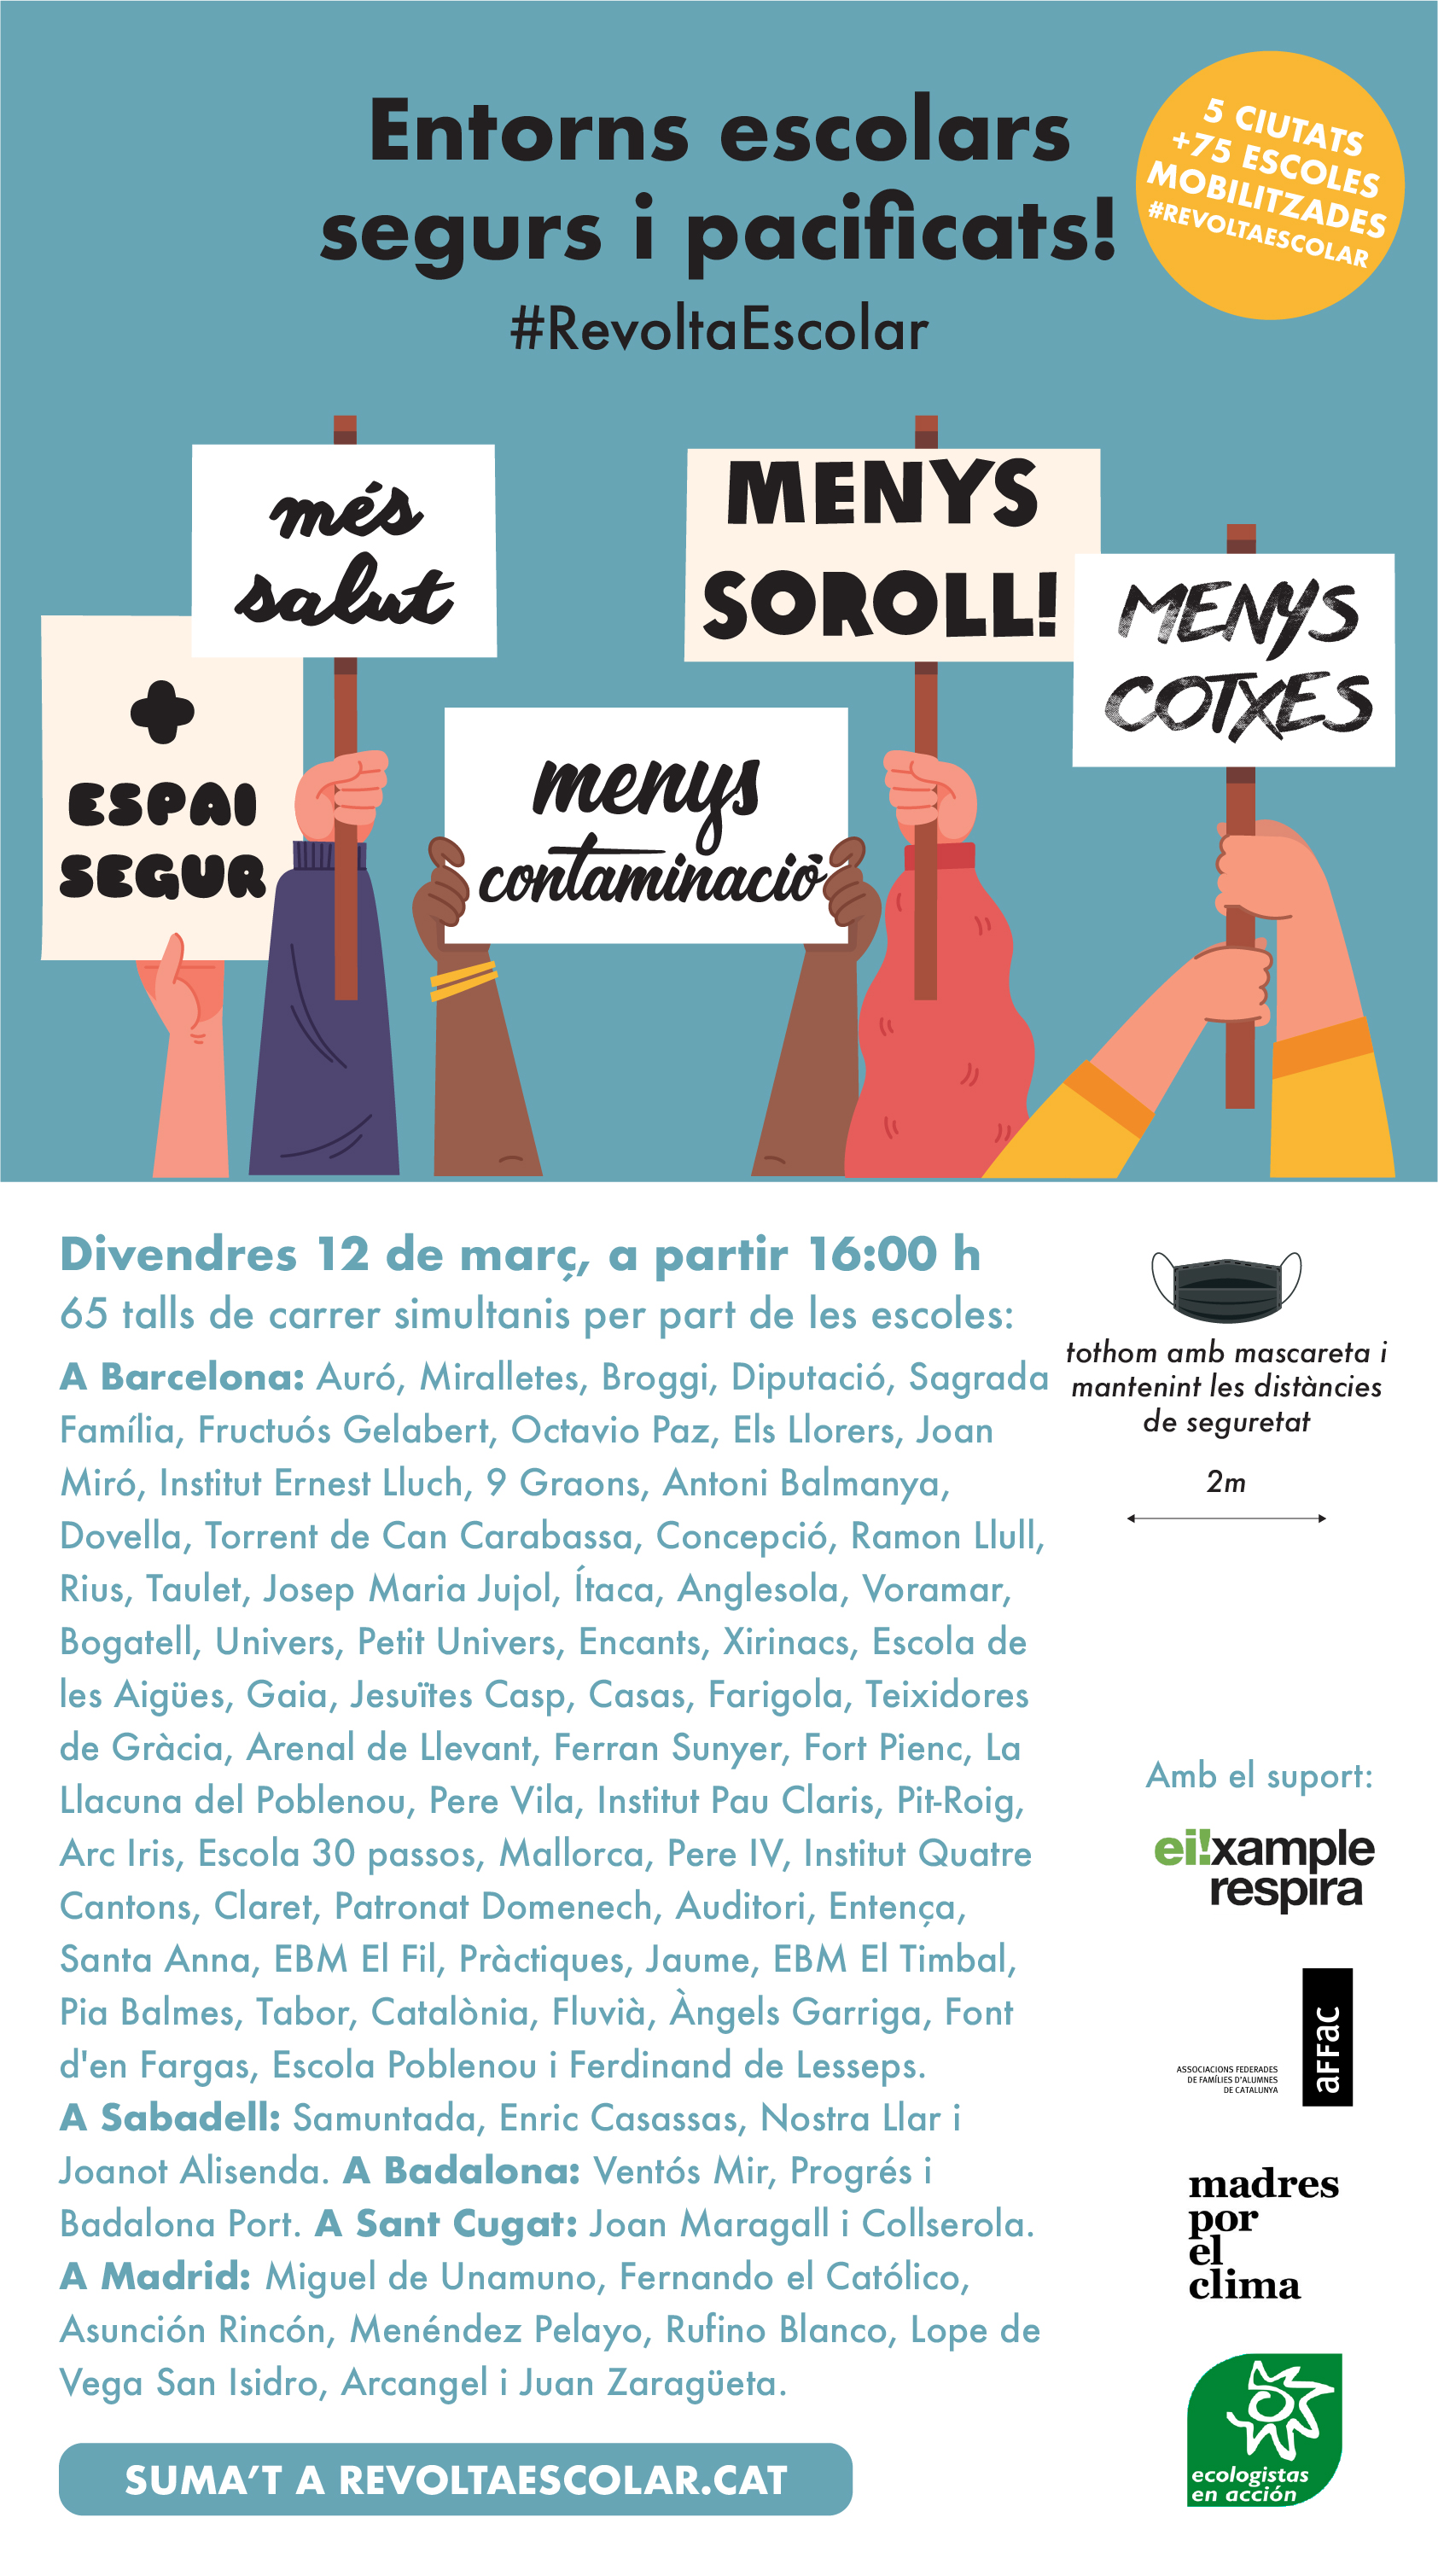 Entorns escolars
segurs i pacificats!
#RevoltaEscolar
5 CIUTATS
+75 ESCOLES
MOBILITZADES
#REVOLTAESCOLAR
més
salut
MENYS
SOROLL!
MENYS
COTXES
+
ESPAI
SEGUR
menys
contaminaciò
Divendres 12 de març, a partir 16:00 h
65 talls de carrer simultanis per part de les escoles:
A Barcelona: Auró, Miralletes, Broggi, Diputació, Sagrada
Família, Fructuós Gelabert, Octavio Paz, Els Llorers, Joan
Miró, Institut Ernest Lluch, 9 Graons, Antoni Balmanya,
Dovella, Torrent de Can Carabassa, Concepció, Ramon Llull,
Rius, Taulet, Josep Maria Jujol, Ítaca, Anglesola, Voramar,
Bogatell, Univers, Petit Univers, Encants, Xirinacs, Escola de
les Aigües, Gaia, Jesuïtes Casp, Casas, Farigola, Teixidores
de Gràcia, Arenal de Llevant, Ferran Sunyer, Fort Pienc, La
Llacuna del Poblenou, Pere Vila, Institut Pau Claris, Pit-Roig,
Arc Iris, Escola 30 passos, Mallorca, Pere IV, Institut Quatre
Cantons, Claret, Patronat Domenech, Auditori, Entença,
Santa Anna, EBM El Fil, Pràctiques, Jaume, EBM El Timbal,
Pia Balmes, Tabor, Catalònia, Fluvià, Àngels Garriga, Font
d'en Fargas, Escola Poblenou i Ferdinand de Lesseps.
A Sabadell: Samuntada, Enric Casassas, Nostra Llar i
Joanot Alisenda. A Badalona: Ventós Mir, Progrés i
Badalona Port. A Sant Cugat: Joan Maragall i Collserola.
A Madrid: Miguel de Unamuno, Fernando el Católico,
Asunción Rincón, Menéndez Pelayo, Rufino Blanco, Lope de
Vega San Isidro, Arcangel i Juan Zaragüeta.
SUMA'T A REVOLTAESCOLAR.CAT
tothom amb mascareta i
mantenint les distàncies
de seguretat
2m
Amb el suport:
ei!xample
respira
ASSOCIACIONS FEDERADES
DE FAMÍLIES D'ALUMNES
DE CATALUNYA
aFFaC
madres
por
el
clima
ecologistas
en acción